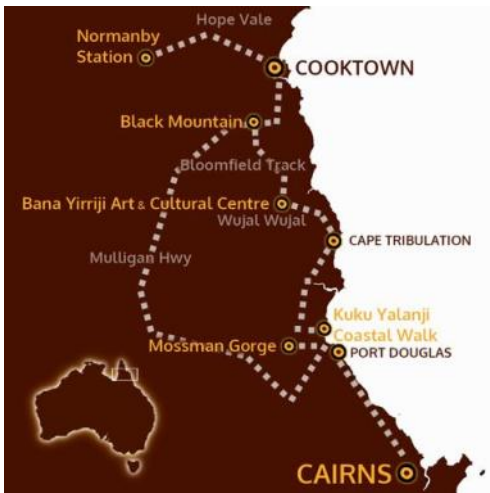 Hope Vale
Normanby
Station
COOKTOWN
Black Mountain
Bloomfield Track
Bana Yirriji Art & Cultural Centre
Wujal Wujal
CAPE TRIBULATION
Mulligan Hwy
Kuku Yalanji
Coastal Walk
Mossman Gorge
PORT DOUGLAS
CAIRNS